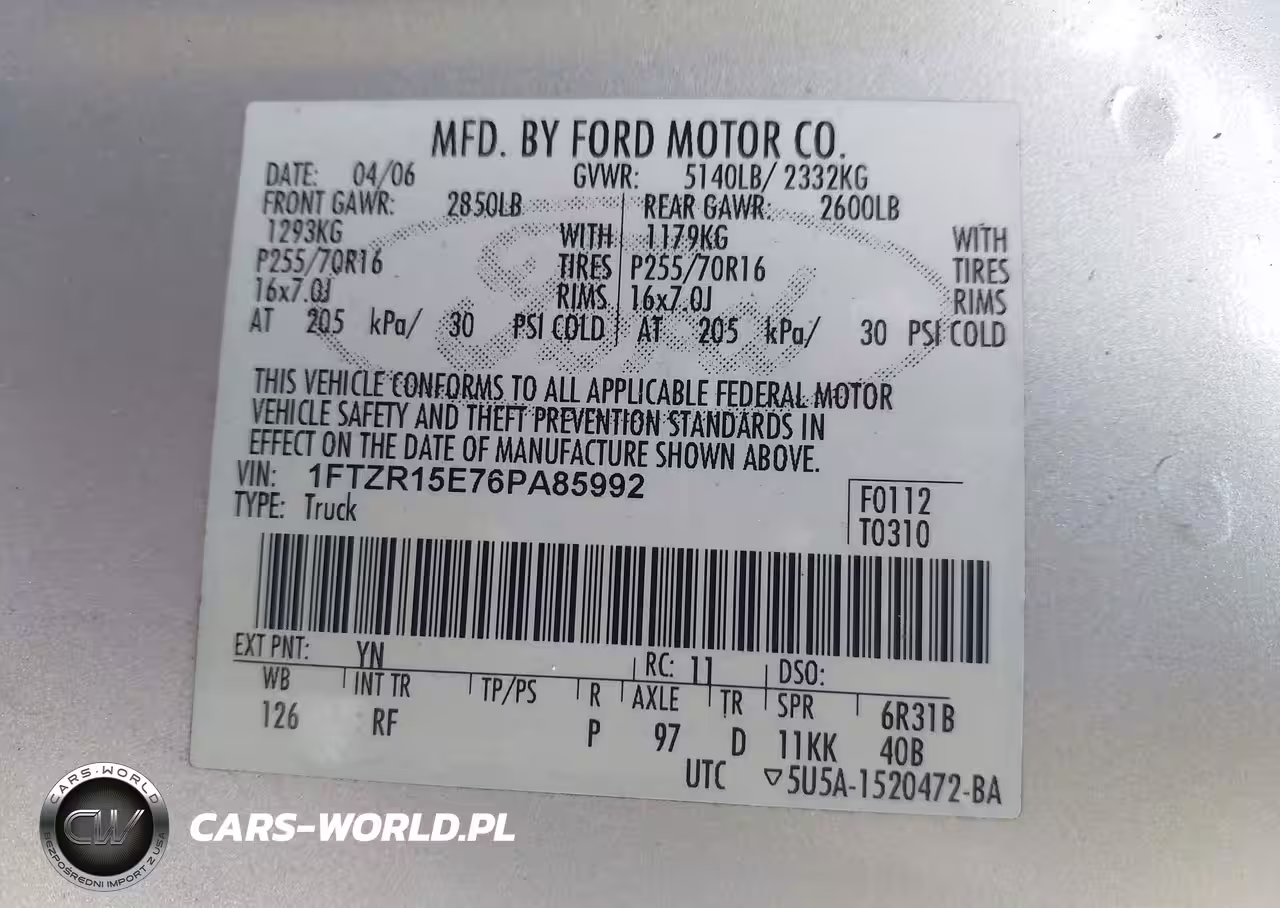 MFD. BY FORD MOTOR CO.
DATE: 04/06 GVWR: 5140LB/ 2332KG
FRONT GAWR: 2850LB REAR GAWR: 2600LB
1293KG WITH 1179KG WITH
P255/70R16 TIRES P255/70R16 TIRES
16x7.0J RIMS 16x7.0J RIMS
AT 205 kPa/ 30 PSI COLD AT 205 kPa/ 30 PSI COLD
Ford
THIS VEHICLE CONFORMS TO ALL APPLICABLE FEDERAL MOTOR
VEHICLE SAFETY AND THEFT PREVENTION STANDARDS IN
EFFECT ON THE DATE OF MANUFACTURE SHOWN ABOVE.
VIN: 1FTZR15E76PA85992
TYPE: Truck
F0112
T0310
EXT PNT: YN RC: 11 DSO:
WB INT TR TP/PS R AXLE TR SPR 6R31B
126 RF P 97 D 11KK 40B
UTC ▽5U5A-1520472-BA
CARS-WORLD
CW
BEZPOŚREDNI IMPORT Z USA
CARS-WORLD.PL